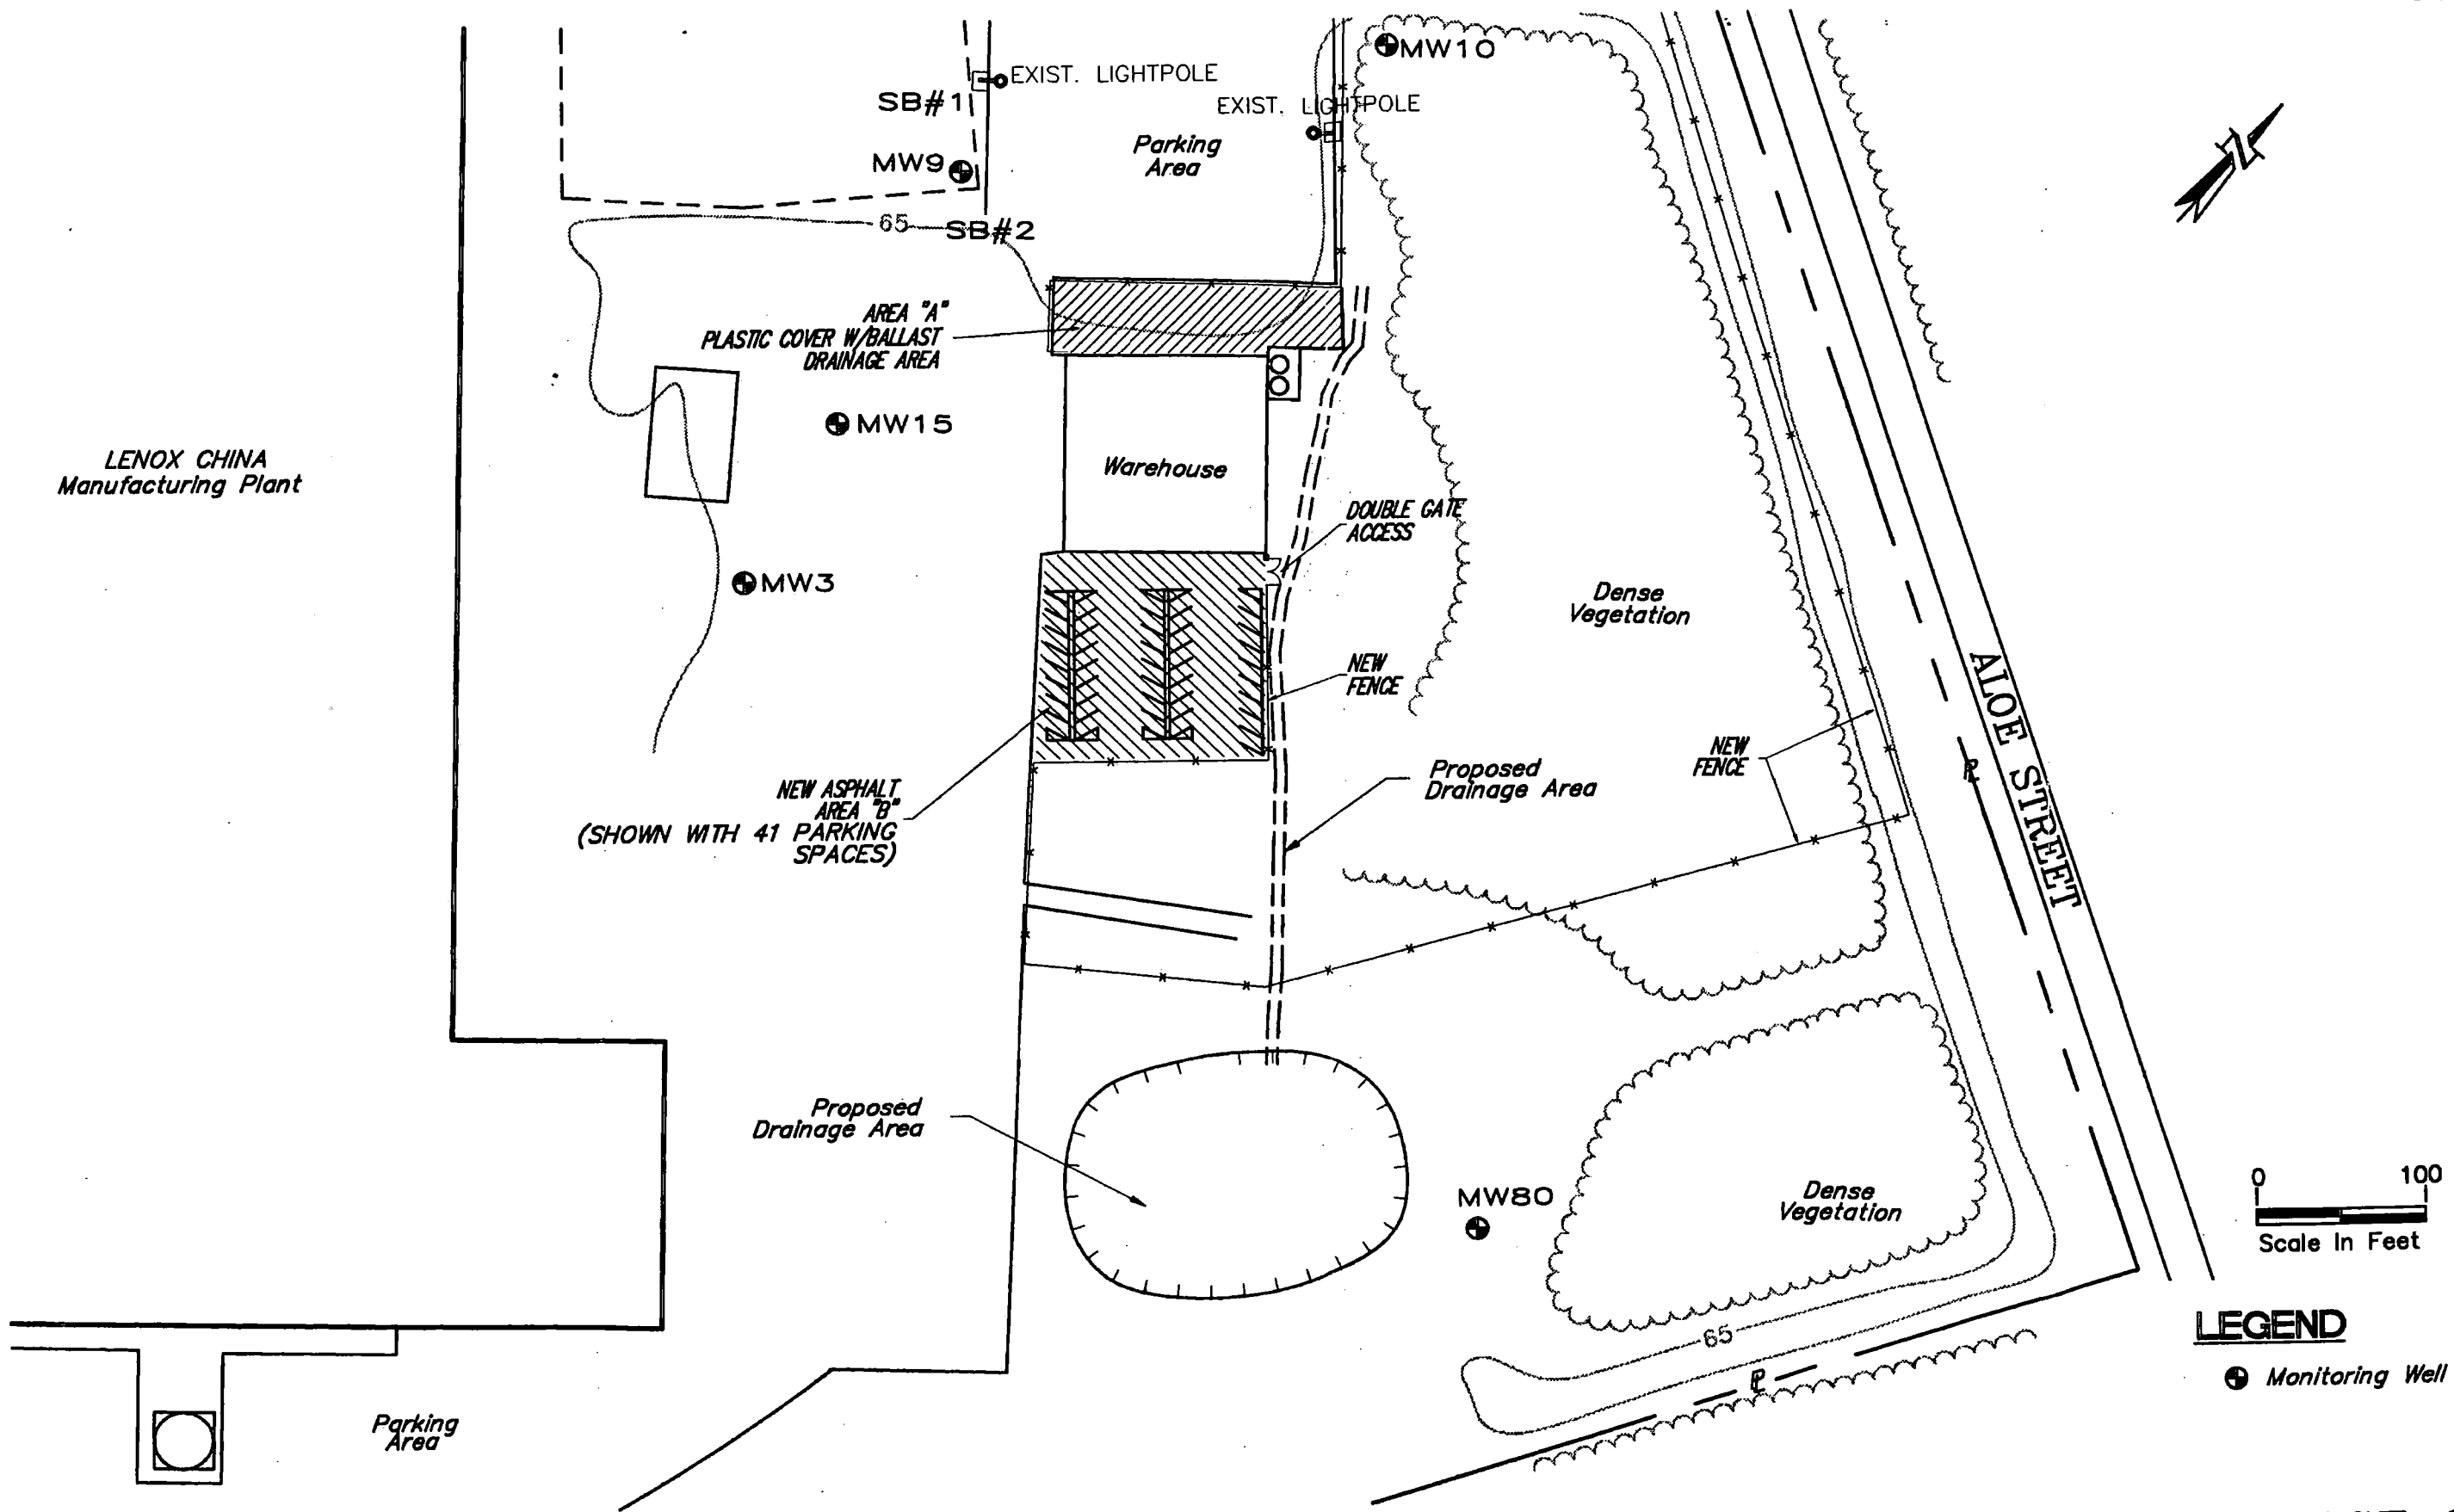 MW10
EXIST. LIGHTPOLE
SB#1
EXIST. LIGHTPOLE
Parking
Area
MW9
65
SB#2
N
AREA "A"
PLASTIC COVER W/BALLAST
DRAINAGE AREA
MW15
LENOX CHINA
Manufacturing Plant
Warehouse
DOUBLE GATE
ACCESS
MW3
Dense
Vegetation
NEW
FENCE
ALOE STREET
NEW
FENCE
PL
Proposed
Drainage Area
NEW ASPHALT
AREA "B"
(SHOWN WITH 41 PARKING
SPACES)
Proposed
Drainage Area
MW80
Dense
Vegetation
0 100
Scale In Feet
65
PL
LEGEND
Monitoring Well
Parking
Area